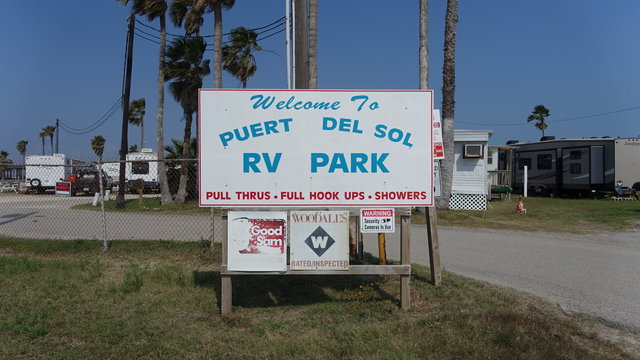 Welcome To
PUERT DEL SOL
RV PARK
PULL THRUS • FULL HOOK UPS • SHOWERS
Good
Sam
WOODALL'S
W
RATED/INSPECTED
WARNING
Security
Cameras In Use